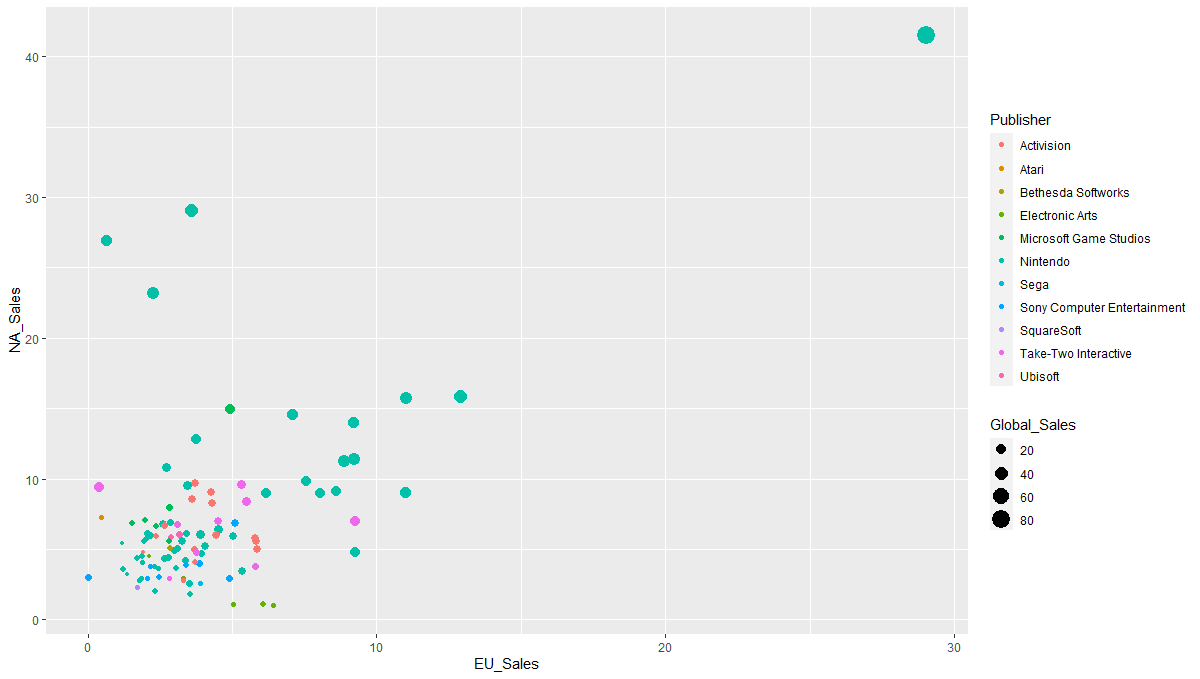 40
30
20
10
0
NA_Sales
0
10
20
30
EU_Sales
Publisher
Activision
Atari
Bethesda Softworks
Electronic Arts
Microsoft Game Studios
Nintendo
Sega
Sony Computer Entertainment
SquareSoft
Take-Two Interactive
Ubisoft
Global_Sales
20
40
60
80